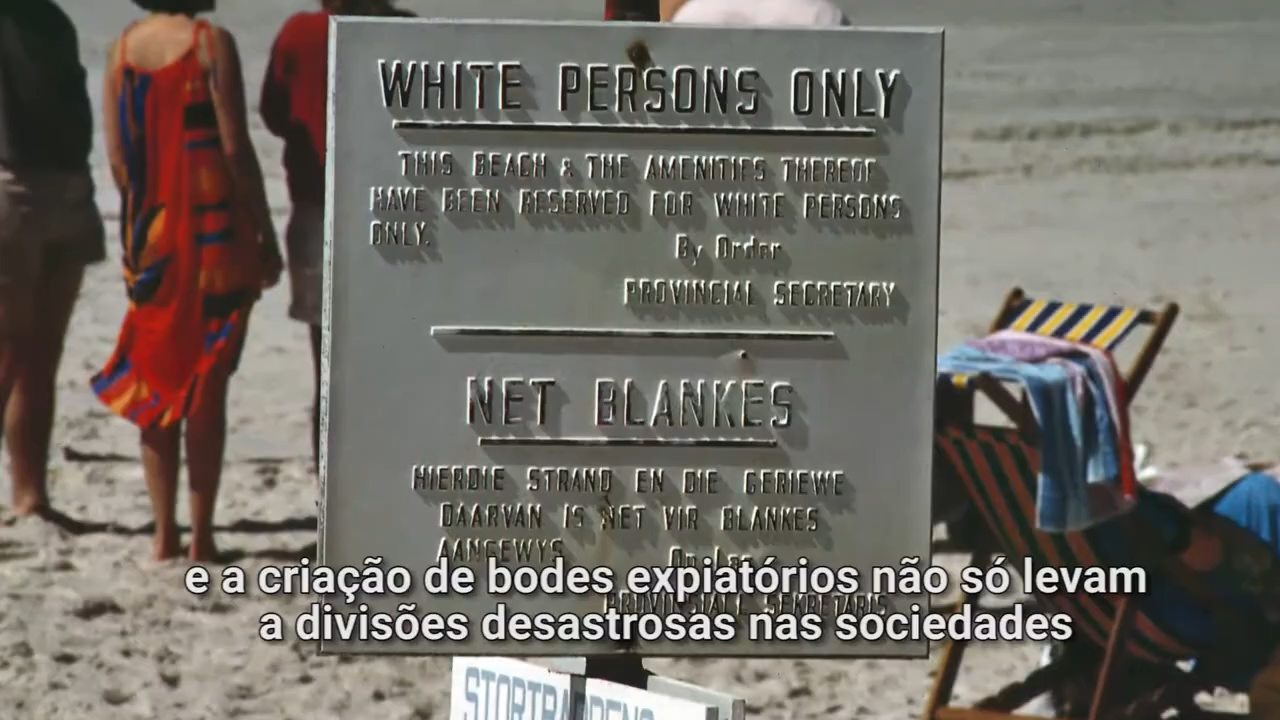 WHITE PERSONS ONLY
THIS BEACH & THE AMENITIES THEREOF
HAVE BEEN RESERVED FOR WHITE PERSONS
ONLY.
By Order
PROVINCIAL SECRETARY
NET BLANKES
HIERDIE STRAND EN DIE GERIEWE
DAARVAN IS NET VIR BLANKES
AANGEWYS
e a criação de bodes expiatórios não só levam
a divisões desastrosas nas sociedades